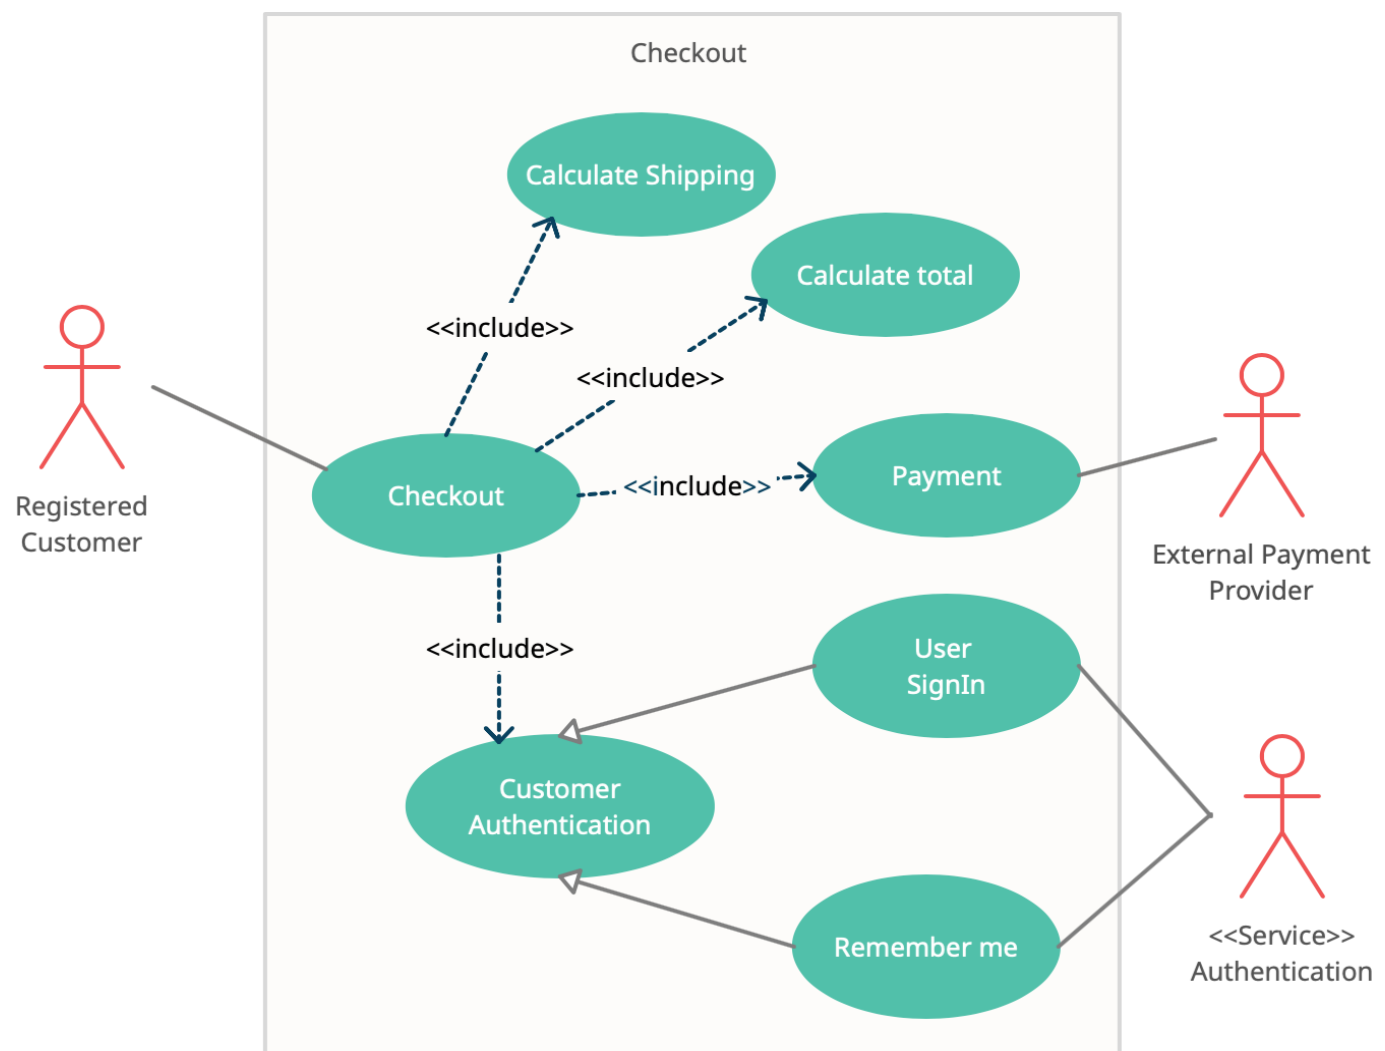 Checkout
Calculate Shipping
Calculate total
<<include>>
<<include>>
Registered
Customer
Checkout
<<include>>
Payment
External Payment
Provider
<<include>>
User
SignIn
Customer
Authentication
Remember me
<<Service>>
Authentication